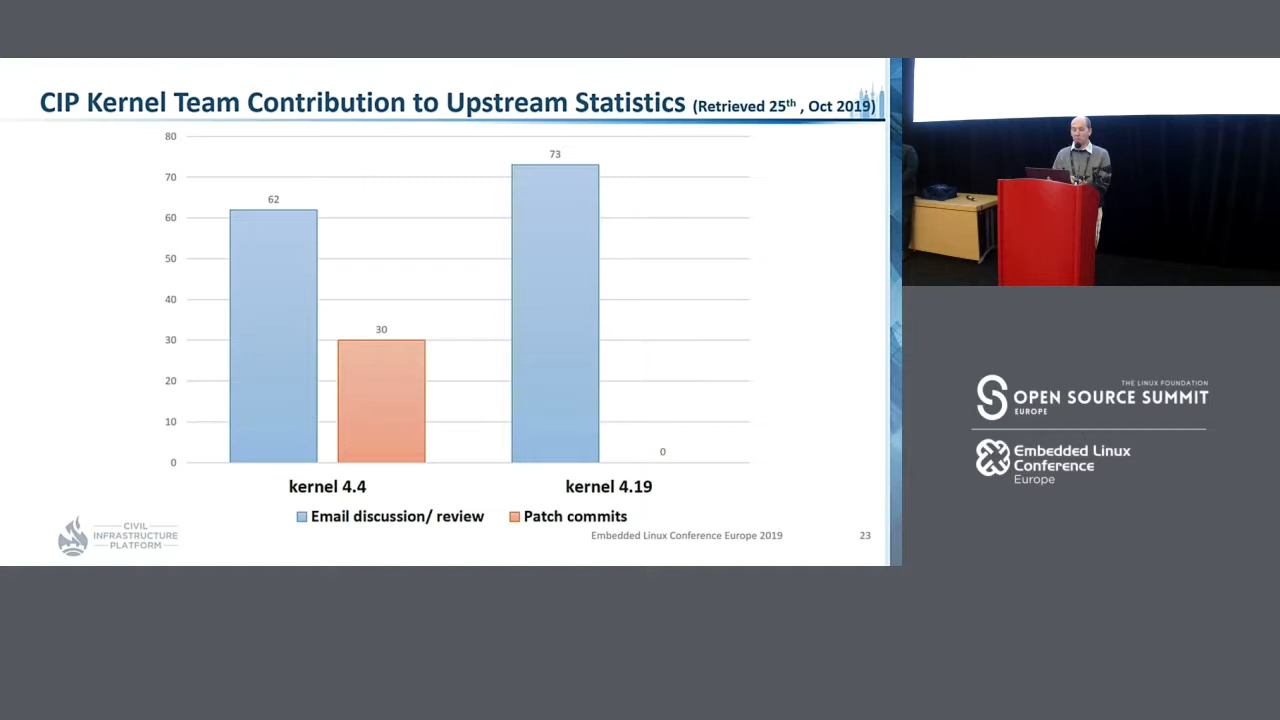 CIP Kernel Team Contribution to Upstream Statistics (Retrieved 25th , Oct 2019)
80
70
60
50
40
30
20
10
0
62
30
73
0
kernel 4.4
kernel 4.19
Email discussion/ review
Patch commits
CIVIL
INFRASTRUCTURE
PLATFORM
Embedded Linux Conference Europe 2019
23
THE LINUX FOUNDATION
OPEN SOURCE SUMMIT
EUROPE
Embedded Linux
Conference
Europe